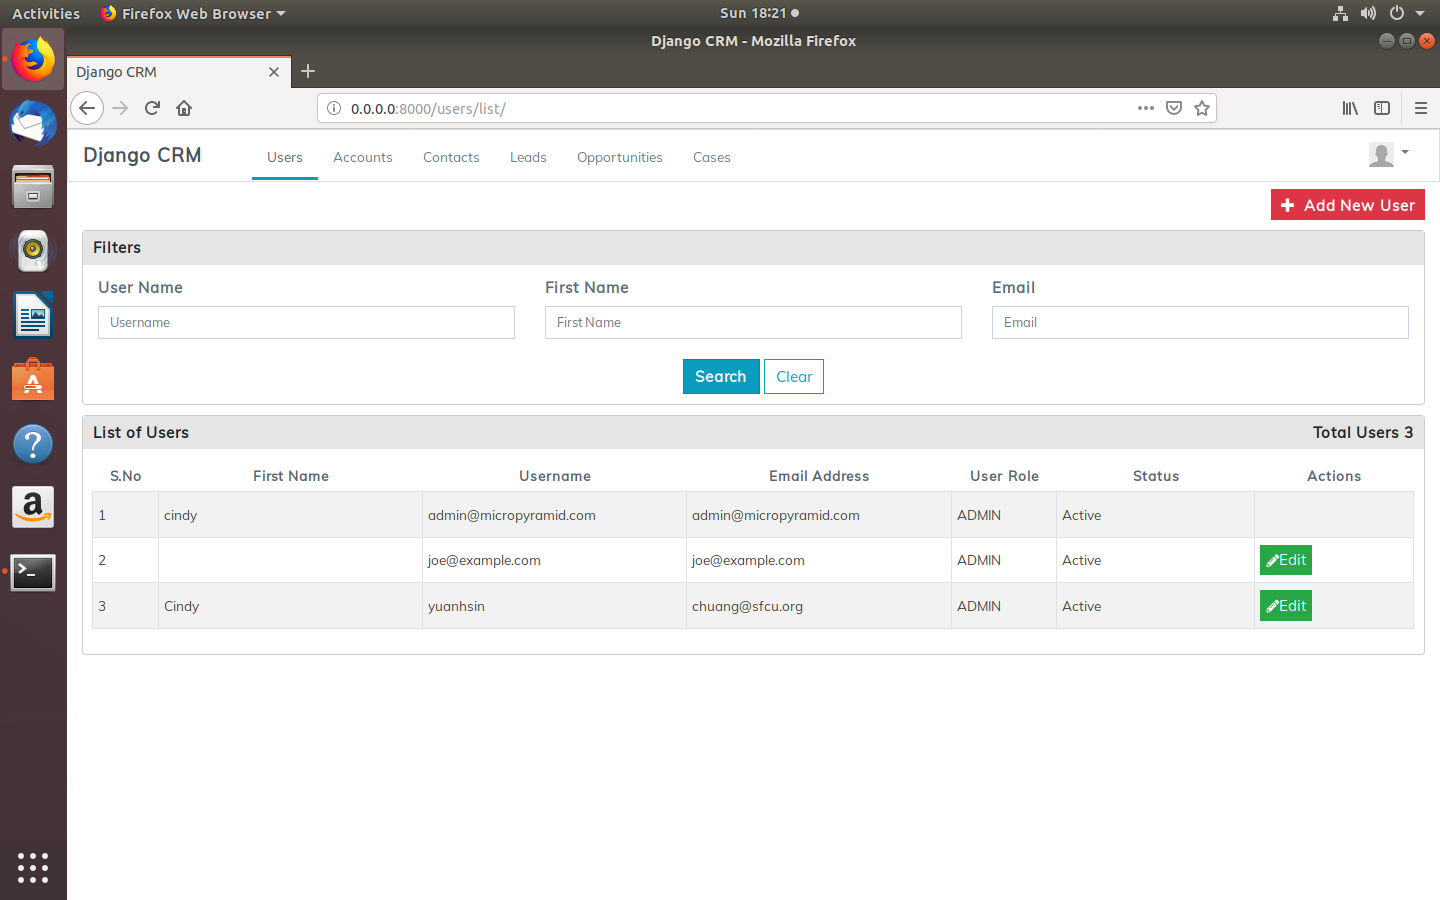 Activities Firefox Web Browser Sun 18:21
Django CRM - Mozilla Firefox
Django CRM
0.0.0.0:8000/users/list/
Django CRM Users Accounts Contacts Leads Opportunities Cases
Add New User
Filters
User Name First Name Email
Username First Name Email
Search Clear
List of Users Total Users 3
S.No First Name Username Email Address User Role Status Actions
1 cindy admin@micropyramid.com admin@micropyramid.com ADMIN Active
2 joe@example.com joe@example.com ADMIN Active Edit
3 Cindy yuanhsin chuang@sfcu.org ADMIN Active Edit